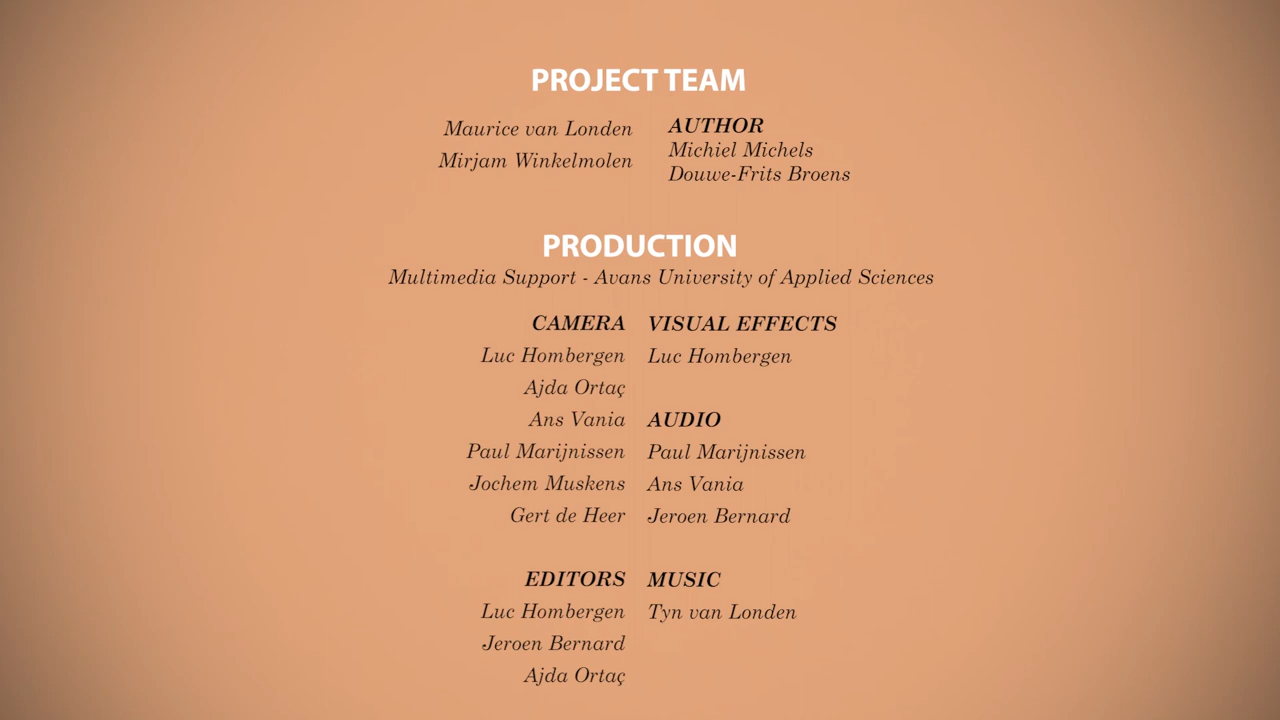 PROJECT TEAM
Maurice van Londen
Mirjam Winkelmolen
AUTHOR
Michiel Michels
Douwe-Frits Broens
PRODUCTION
Multimedia Support - Avans University of Applied Sciences
CAMERA
Luc Hombergen
Ajda Ortaç
Ans Vania
Paul Marijnissen
Jochem Muskens
Gert de Heer
VISUAL EFFECTS
Luc Hombergen
AUDIO
Paul Marijnissen
Ans Vania
Jeroen Bernard
EDITORS
Luc Hombergen
Jeroen Bernard
Ajda Ortaç
MUSIC
Tyn van Londen